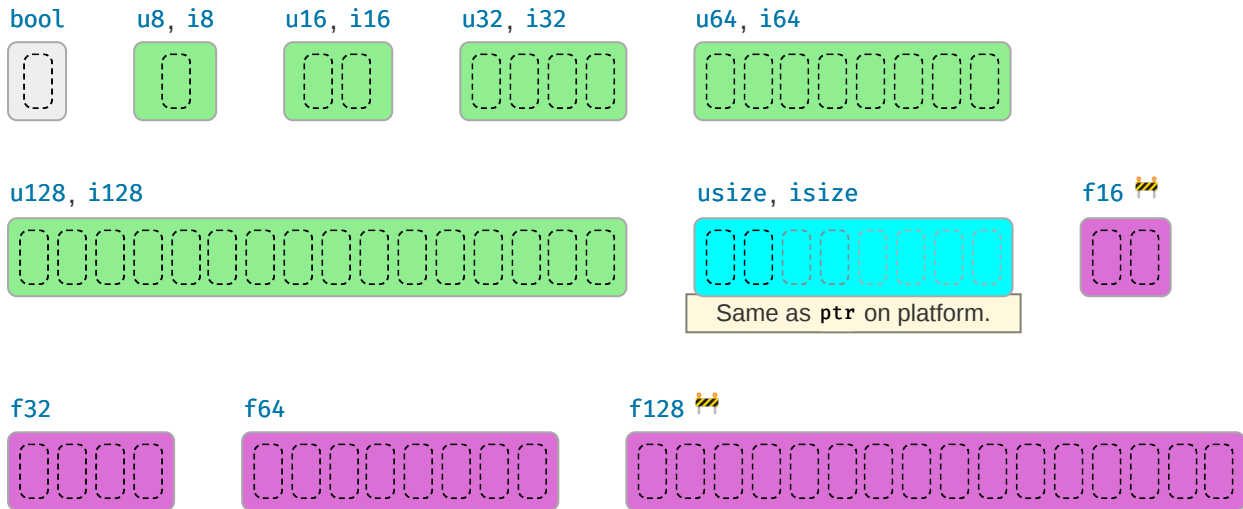 bool
u8, i8
u16, i16
u32, i32
u64, i64
u128, i128
usize, isize
f16 🚧
Same as ptr on platform.
f32
f64
f128 🚧